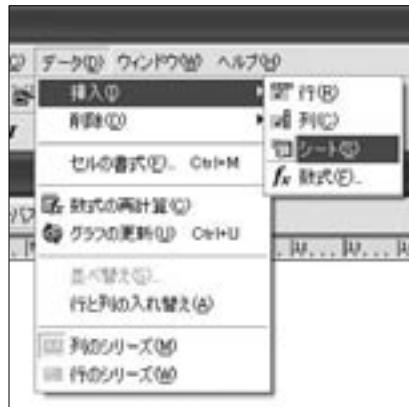 データ(D) ウィンドウ(W) ヘルプ(H)
挿入(I)
削除(D)
セルの書式(F)... Ctrl+M
数式の再計算(C)
グラフの更新(U) Ctrl+U
並べ替え(S)...
行と列の入れ替え(A)
列のシリーズ(M)
行のシリーズ(W)
行(R)
列(C)
シート(S)
fx 数式(F)...